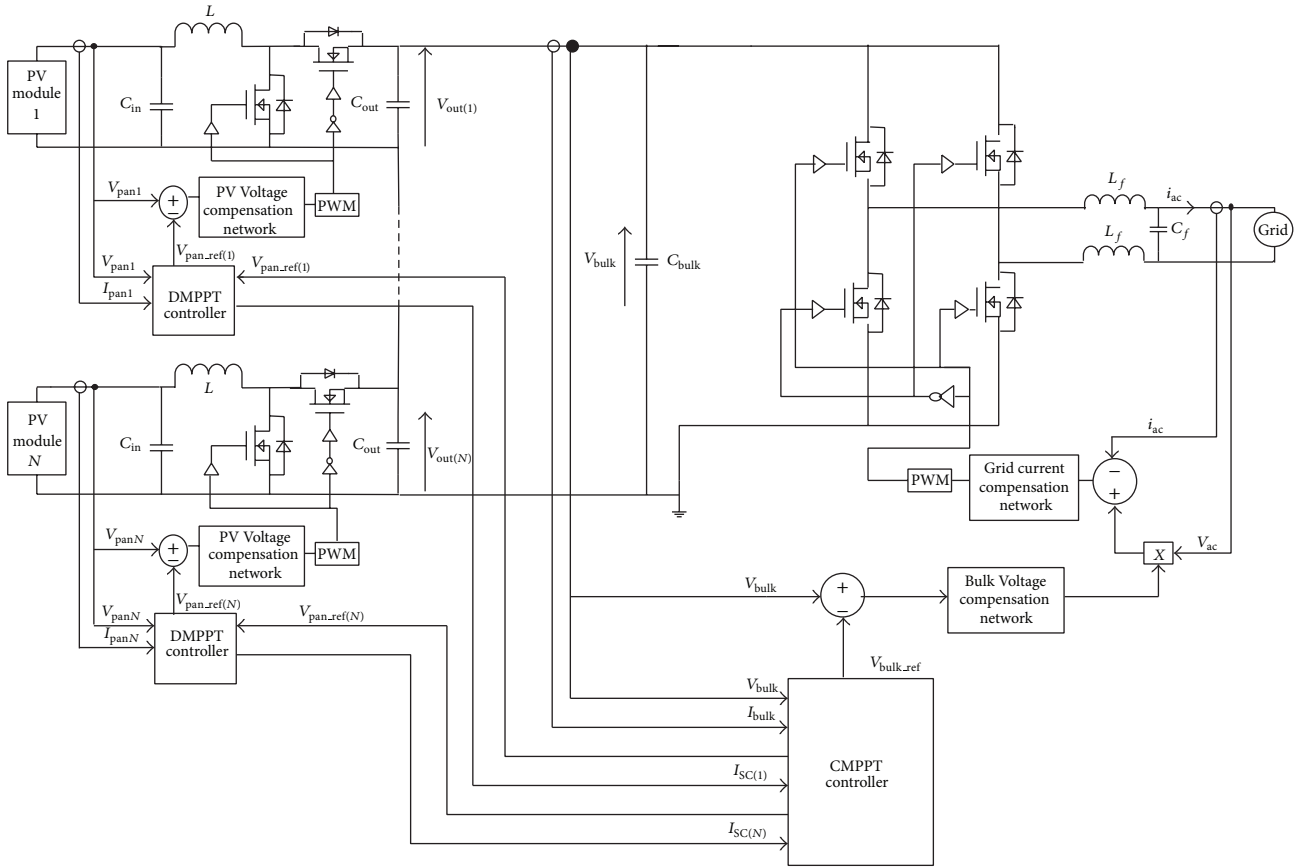 L
PV
module
1
C_in
C_out
V_out(1)
V_pan1
+
−
PV Voltage
compensation
network
PWM
V_pan_ref(1)
V_pan1
V_pan_ref(1)
I_pan1
DMPPT
controller
V_bulk
C_bulk
L_f
i_ac
L_f
C_f
Grid
L
PV
module
N
C_in
C_out
V_out(N)
i_ac
PWM
Grid current
compensation
network
−
+
V_panN
+
−
PV Voltage
compensation
network
PWM
V_ac
X
V_pan_ref(N)
V_panN
V_pan_ref(N)
I_panN
DMPPT
controller
V_bulk
+
−
Bulk Voltage
compensation
network
V_bulk_ref
V_bulk
I_bulk
I_SC(1)
I_SC(N)
CMPPT
controller